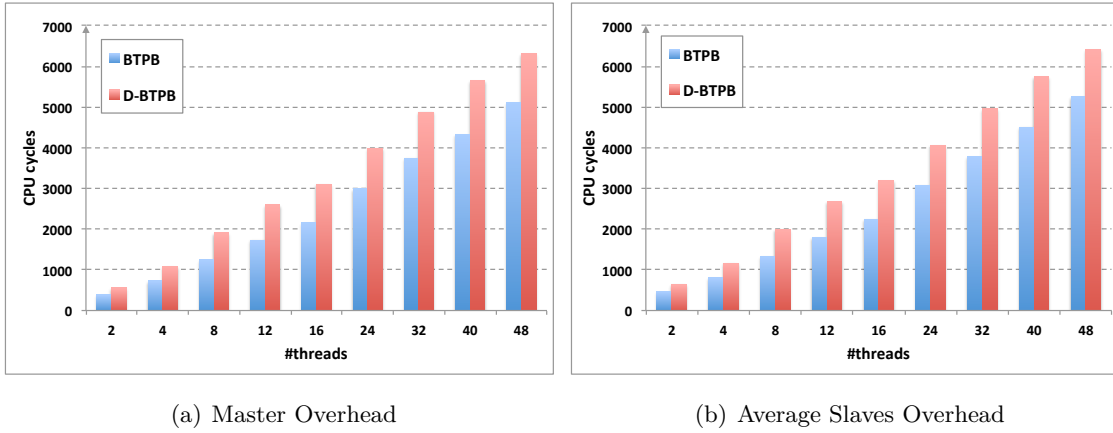 7000
6000
5000
4000
3000
2000
1000
0
CPU cycles
BTPB
D-BTPB
2 4 8 12 16 24 32 40 48
#threads
(a) Master Overhead
7000
6000
5000
4000
3000
2000
1000
0
CPU cycles
BTPB
D-BTPB
2 4 8 12 16 24 32 40 48
#threads
(b) Average Slaves Overhead